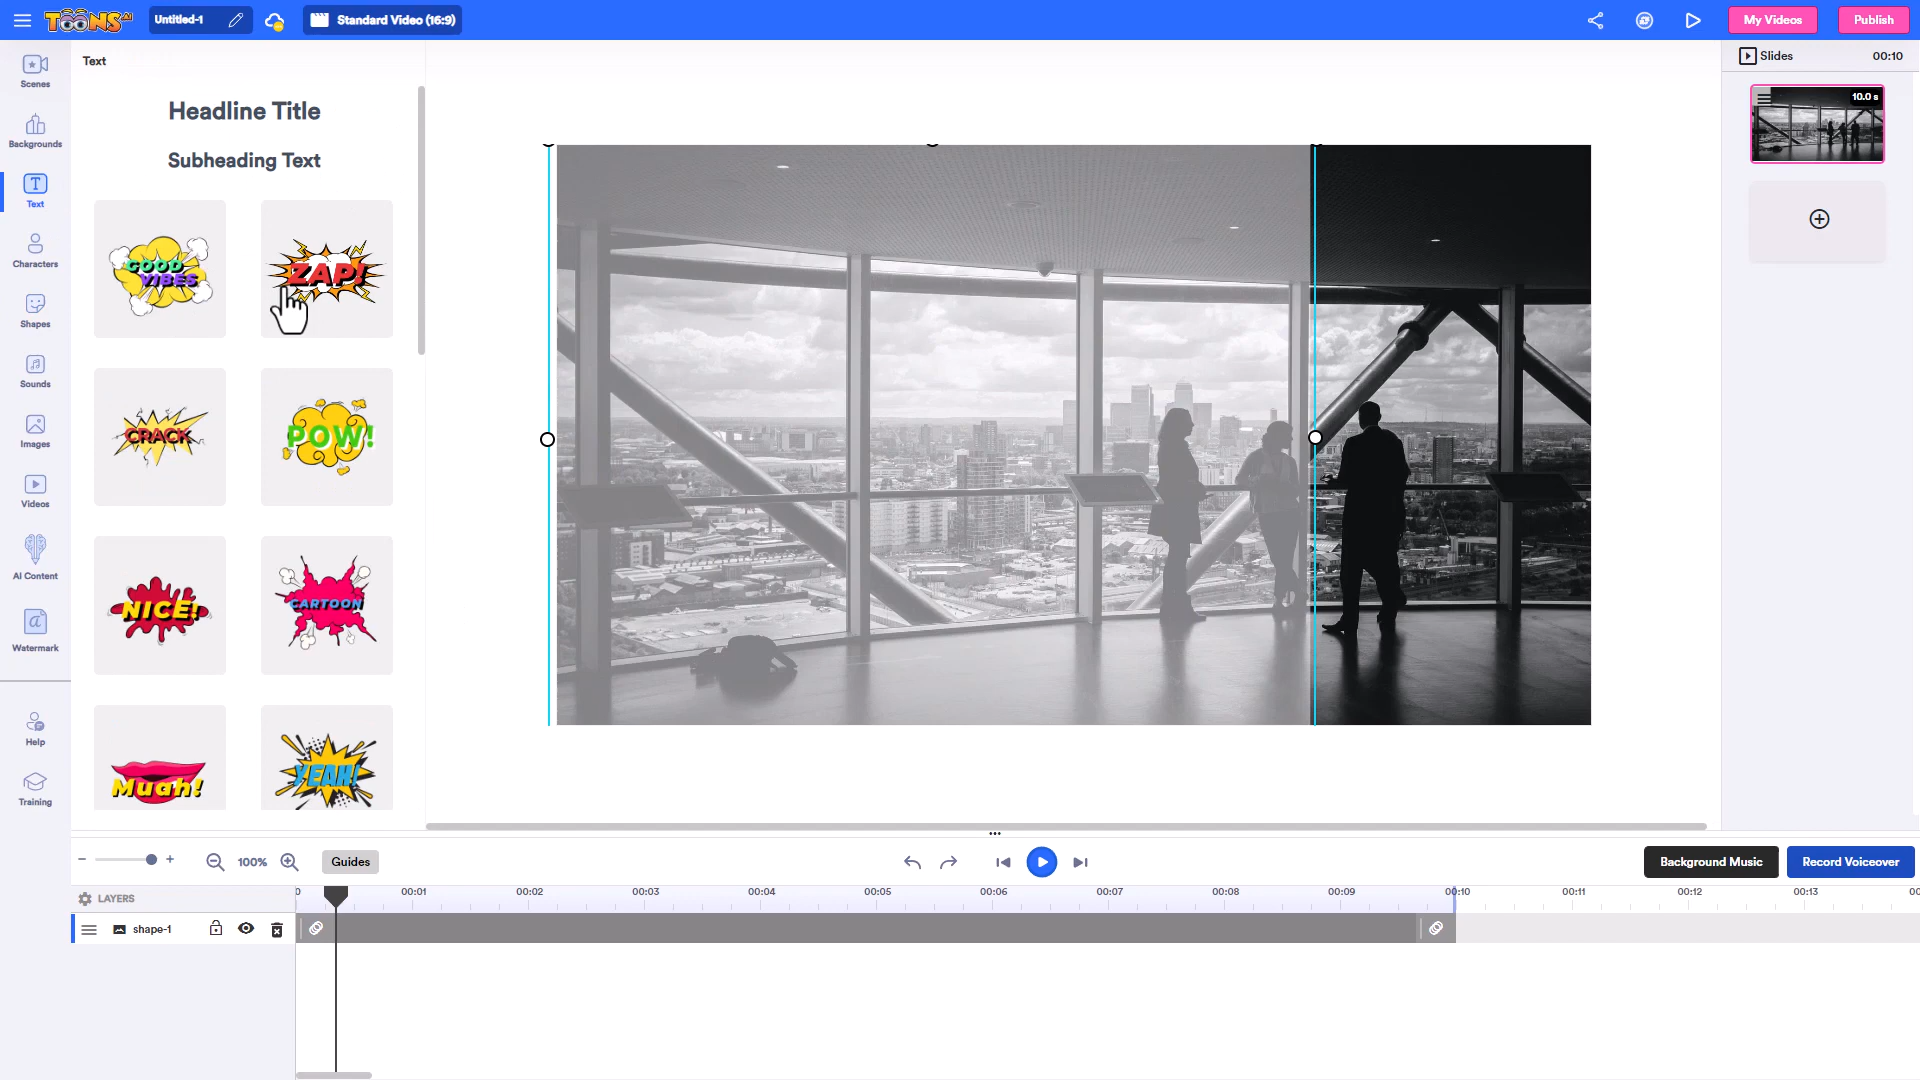 TOONS AI
Untitled-1
Standard Video (16:9)
My Videos
Publish
Scenes
Backgrounds
Text
Characters
Shapes
Sounds
Images
Videos
AI Content
a
Watermark
Help
Training
Text
Headline Title
Subheading Text
GOOD
VIBES
ZAP!
CRACK
POW!
NICE!
CARTOON
Muah!
YEAH!
Slides
00:10
10.0 s
100%
Guides
Background Music
Record Voiceover
LAYERS
0
00:01
00:02
00:03
00:04
00:05
00:06
00:07
00:08
00:09
00:10
00:11
00:12
00:13
shape-1